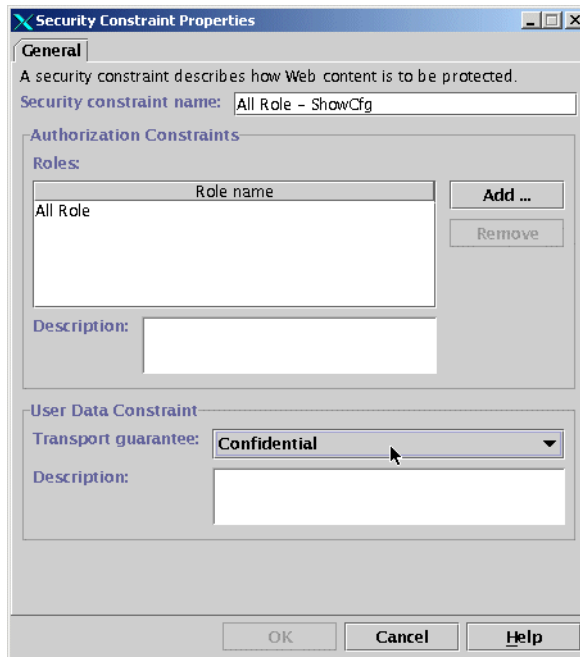 Security Constraint Properties
General
A security constraint describes how Web content is to be protected.
Security constraint name: All Role – ShowCfg
Authorization Constraints
Roles:
Role name
All Role
Add ...
Remove
Description:
User Data Constraint
Transport guarantee: Confidential
Description:
OK Cancel Help